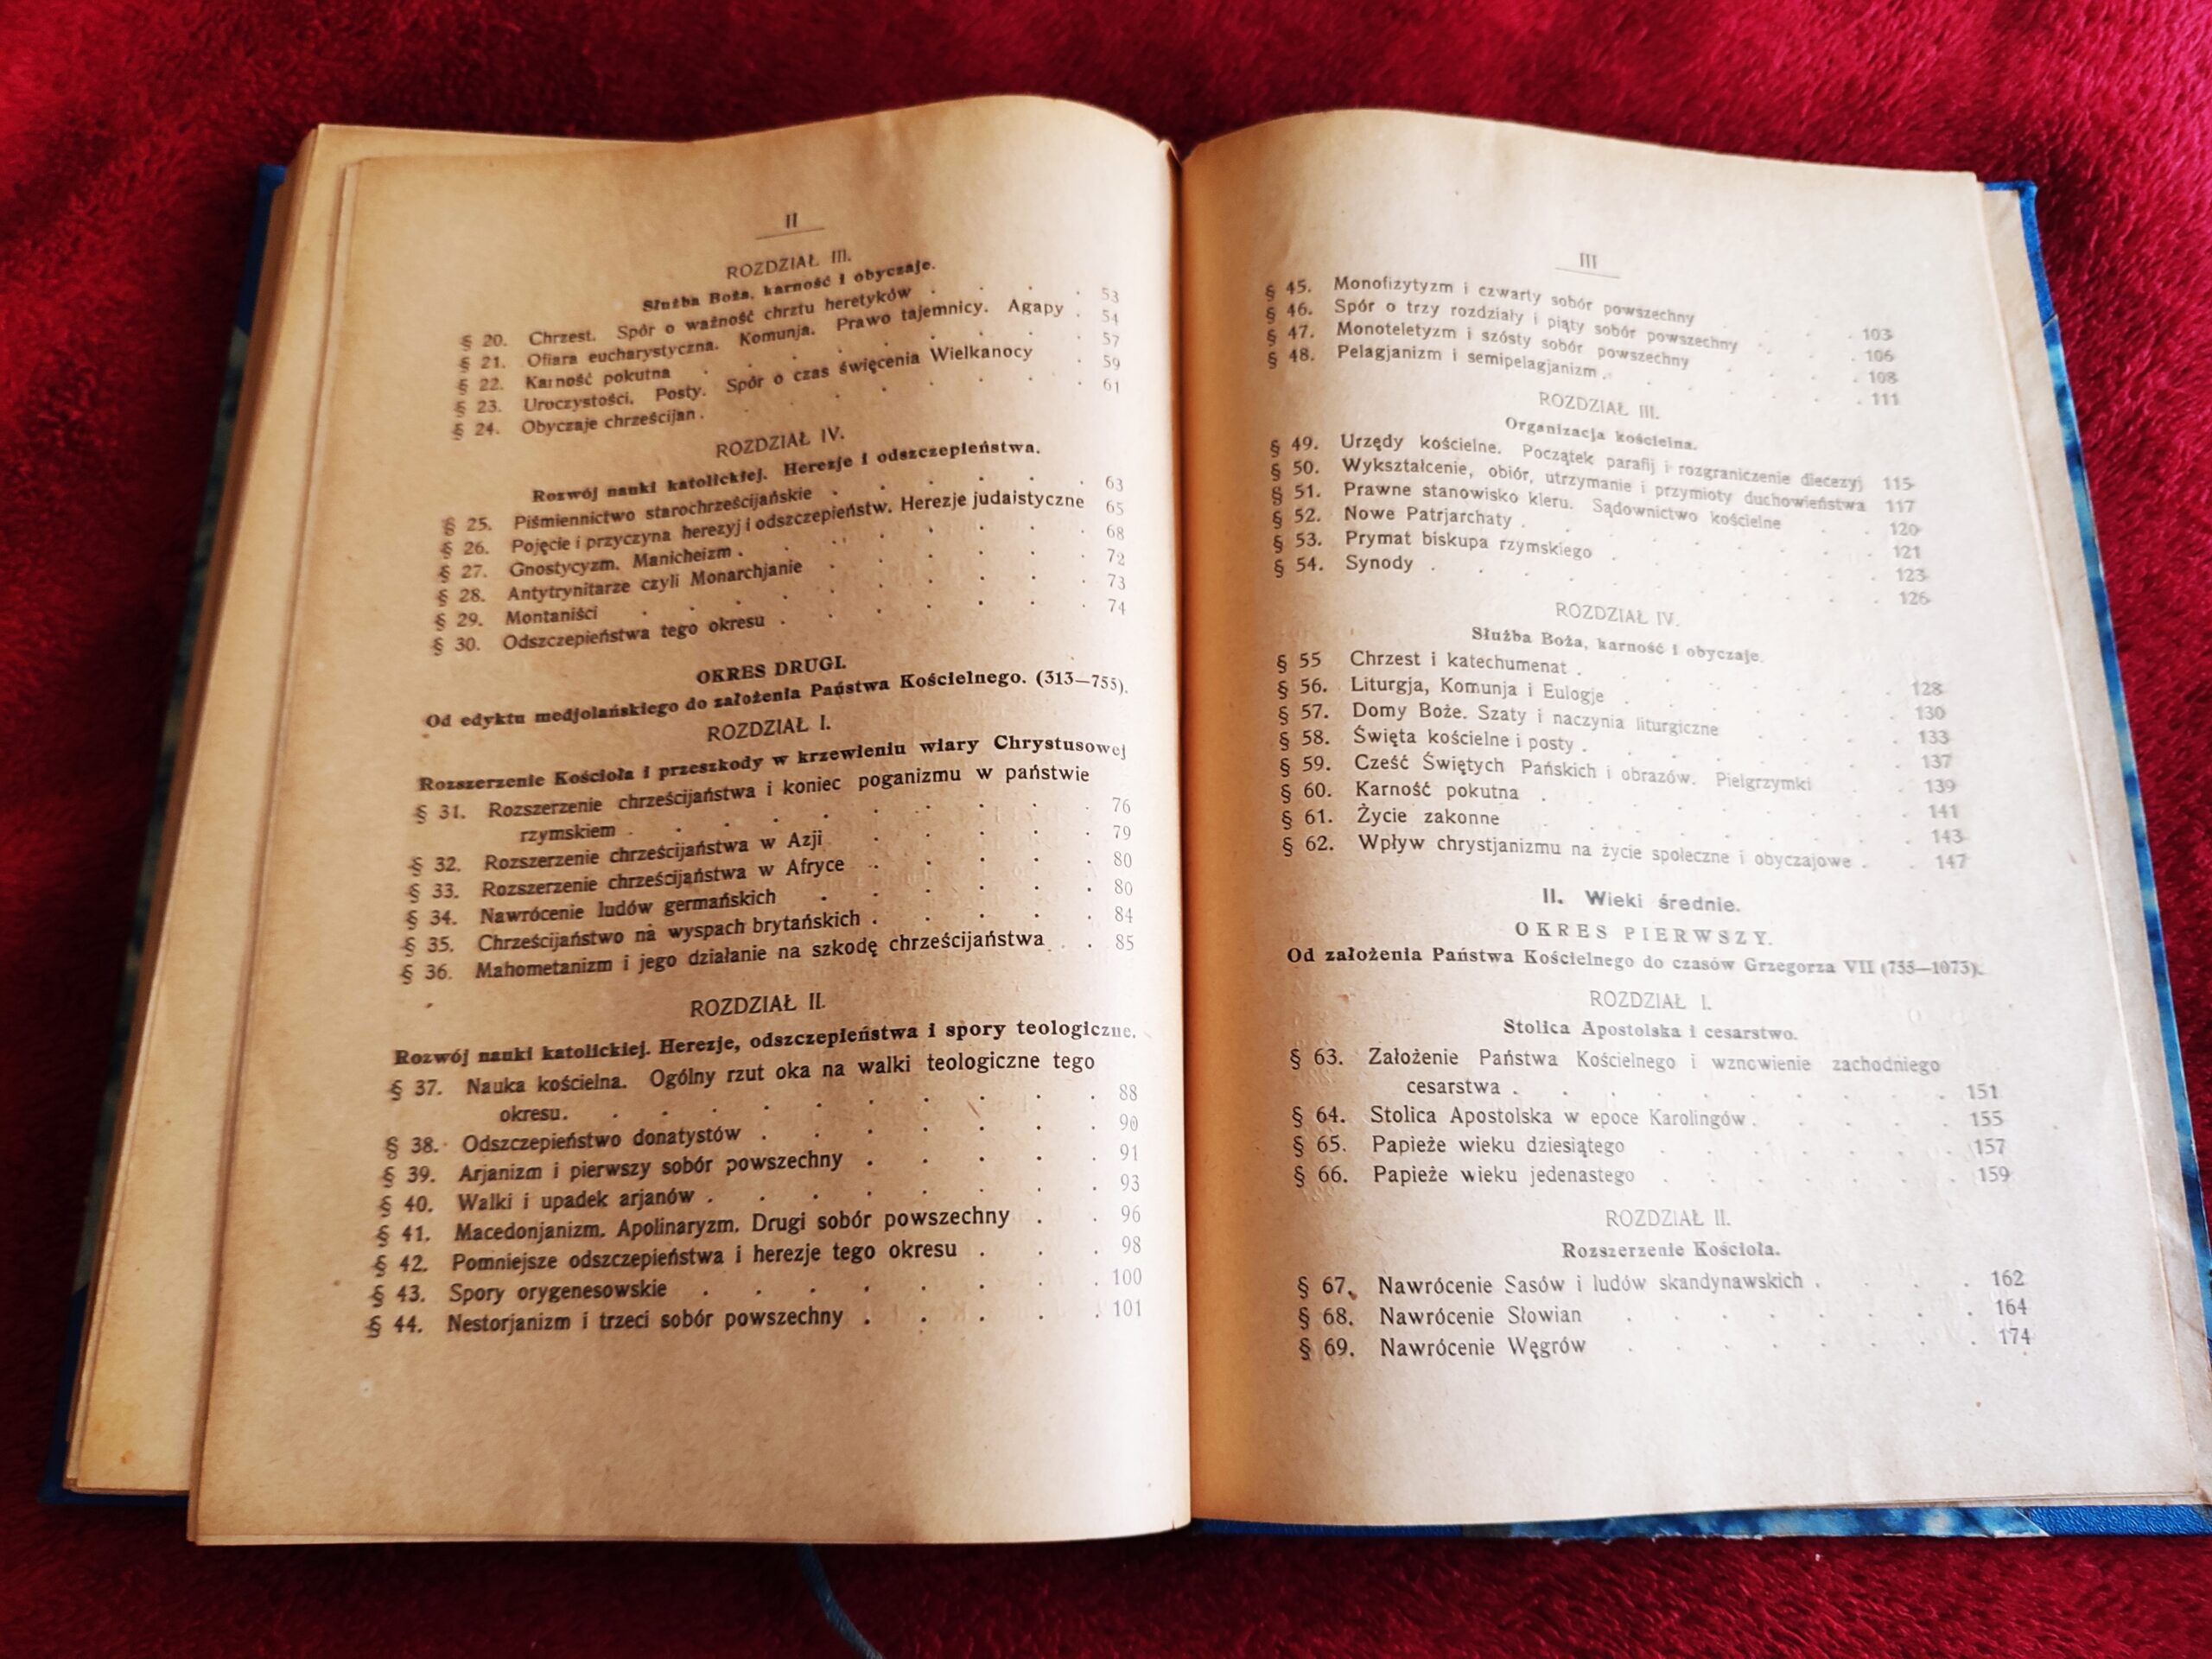 II
ROZDZIAŁ III.
Służba Boża, karność i obyczaje.
§ 20. Chrzest. Spór o ważność chrztu heretyków . . . . 53
§ 21. Ofiara eucharystyczna. Komunja. Prawo tajemnicy. Agapy . 54
§ 22. Karność pokutna . . . . . . . 57
§ 23. Uroczystości. Posty. Spór o czas święcenia Wielkanocy . 59
§ 24. Obyczaje chrześcijan . . . . . . . 61
ROZDZIAŁ IV.
Rozwój nauki katolickiej. Herezje i odszczepieństwa.
§ 25. Piśmiennictwo starochrześcijańskie . . . . . . 63
§ 26. Pojęcie i przyczyna herezyj i odszczepieństw. Herezje judaistyczne 65
§ 27. Gnostycyzm. Manicheizm . . . . . . . 68
§ 28. Antytrynitarze czyli Monarchjanie . . . . . . 72
§ 29. Montaniści . . . . . . . . . 73
§ 30. Odszczepieństwa tego okresu . . . . . . . 74
OKRES DRUGI.
Od edyktu medjolańskiego do założenia Państwa Kościelnego. (313—755).
ROZDZIAŁ I.
Rozszerzenie Kościoła i przeszkody w krzewieniu wiary Chrystusowej
§ 31. Rozszerzenie chrześcijaństwa i koniec poganizmu w państwie
rzymskiem . . . . . . . . . 76
§ 32. Rozszerzenie chrześcijaństwa w Azji . . . . . 79
§ 33. Rozszerzenie chrześcijaństwa w Afryce . . . . . 80
§ 34. Nawrócenie ludów germańskich . . . . . . 80
§ 35. Chrześcijaństwo na wyspach brytańskich . . . . . 84
§ 36. Mahometanizm i jego działanie na szkodę chrześcijaństwa . . 85
ROZDZIAŁ II.
Rozwój nauki katolickiej. Herezje, odszczepieństwa i spory teologiczne.
§ 37. Nauka kościelna. Ogólny rzut oka na walki teologiczne tego
okresu. . . . . . . . . . . 88
§ 38. Odszczepieństwo donatystów . . . . . . . 90
§ 39. Arjanizm i pierwszy sobór powszechny . . . . . 91
§ 40. Walki i upadek arjanów . . . . . . . . 93
§ 41. Macedonjanizm. Apolinaryzm. Drugi sobór powszechny . . 96
§ 42. Pomniejsze odszczepieństwa i herezje tego okresu . . . 98
§ 43. Spory orygenesowskie . . . . . . . . 100
§ 44. Nestorjanizm i trzeci sobór powszechny . . . . . 101
III
§ 45. Monofizytyzm i czwarty sobór powszechny . . . . 103
§ 46. Spór o trzy rozdziały i piąty sobór powszechny . . . 106
§ 47. Monoteletyzm i szósty sobór powszechny . . . . 108
§ 48. Pelagjanizm i semipelagjanizm . . . . . . 111
ROZDZIAŁ III.
Organizacja kościelna.
§ 49. Urzędy kościelne. Początek parafij i rozgraniczenie diecezyj 115
§ 50. Wykształcenie, obiór, utrzymanie i przymioty duchowieństwa 117
§ 51. Prawne stanowisko kleru. Sądownictwo kościelne . . 120
§ 52. Nowe Patrjarchaty . . . . . . . . 121
§ 53. Prymat biskupa rzymskiego . . . . . . . 123
§ 54. Synody . . . . . . . . . . 126
ROZDZIAŁ IV.
Służba Boża, karność i obyczaje.
§ 55 Chrzest i katechumenat . . . . . . . 128
§ 56. Liturgja, Komunja i Eulogje . . . . . . 130
§ 57. Domy Boże. Szaty i naczynia liturgiczne . . . . 133
§ 58. Święta kościelne i posty . . . . . . . 137
§ 59. Cześć Świętych Pańskich i obrazów. Pielgrzymki . . 139
§ 60. Karność pokutna . . . . . . . . 141
§ 61. Życie zakonne . . . . . . . . . 143
§ 62. Wpływ chrystjanizmu na życie społeczne i obyczajowe . . 147
II. Wieki średnie.
OKRES PIERWSZY.
Od założenia Państwa Kościelnego do czasów Grzegorza VII (755—1073).
ROZDZIAŁ I.
Stolica Apostolska i cesarstwo.
§ 63. Założenie Państwa Kościelnego i wznowienie zachodniego
cesarstwa . . . . . . . . . . 151
§ 64. Stolica Apostolska w epoce Karolingów . . . . . 155
§ 65. Papieże wieku dziesiątego . . . . . . . 157
§ 66. Papieże wieku jedenastego . . . . . . . 159
ROZDZIAŁ II.
Rozszerzenie Kościoła.
§ 67. Nawrócenie Sasów i ludów skandynawskich . . . . 162
§ 68. Nawrócenie Słowian . . . . . . . . 164
§ 69. Nawrócenie Węgrów . . . . . . . . 174